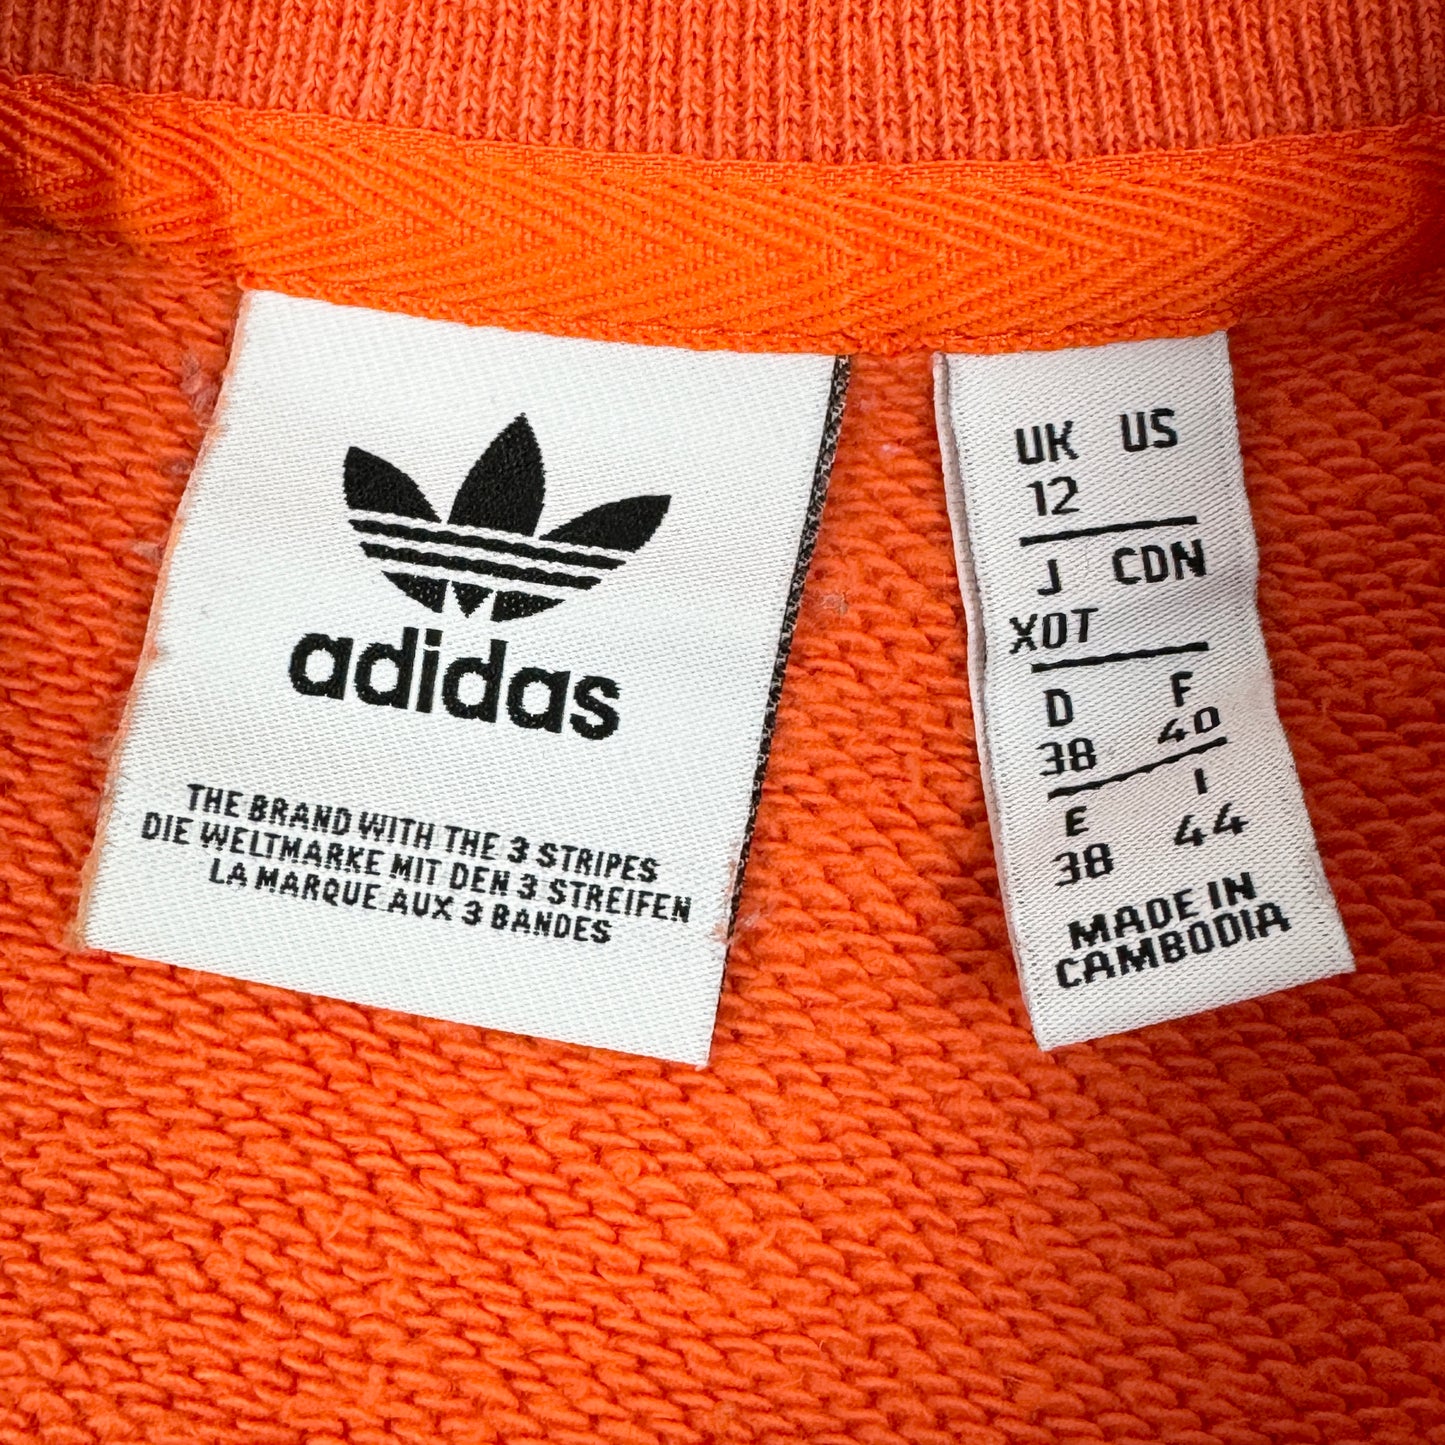 adidas
THE BRAND WITH THE 3 STRIPES
DIE WELTMARKE MIT DEN 3 STREIFEN
LA MARQUE AUX 3 BANDES
UK US
12
J CDN
XOT
D F
38 40
E I
38 44
MADE IN
CAMBODIA